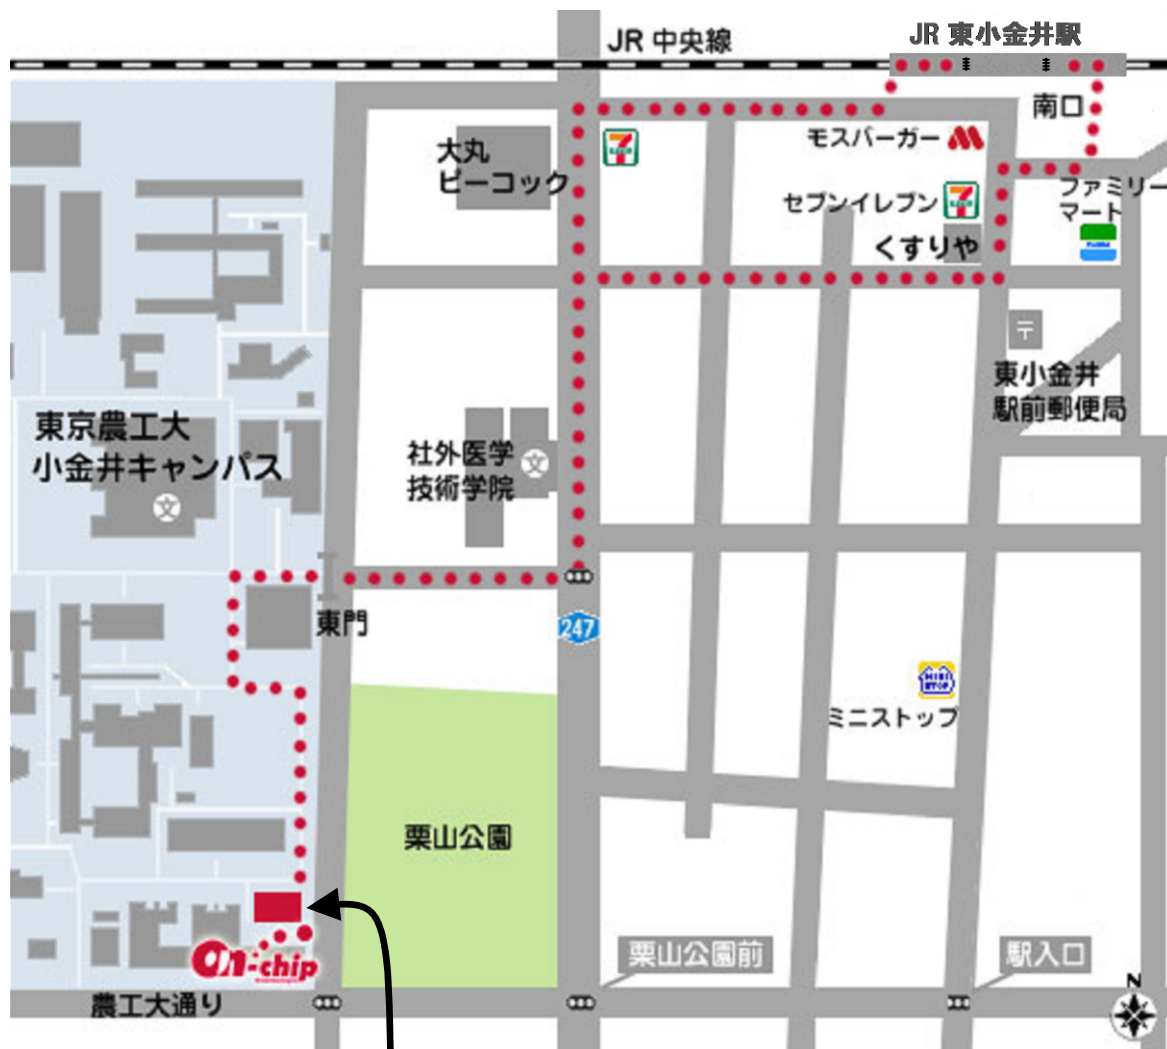 JR 中央線
JR 東小金井駅
南口
モスバーガー
大丸
ピーコック
セブンイレブン
ファミリー
マート
くすりや
〒
東小金井
駅前郵便局
東京農工大
小金井キャンパス
文
社外医学
技術学院
文
東門
247
MINI
STOP
ミニストップ
栗山公園
On-chip
栗山公園前
駅入口
N
農工大通り